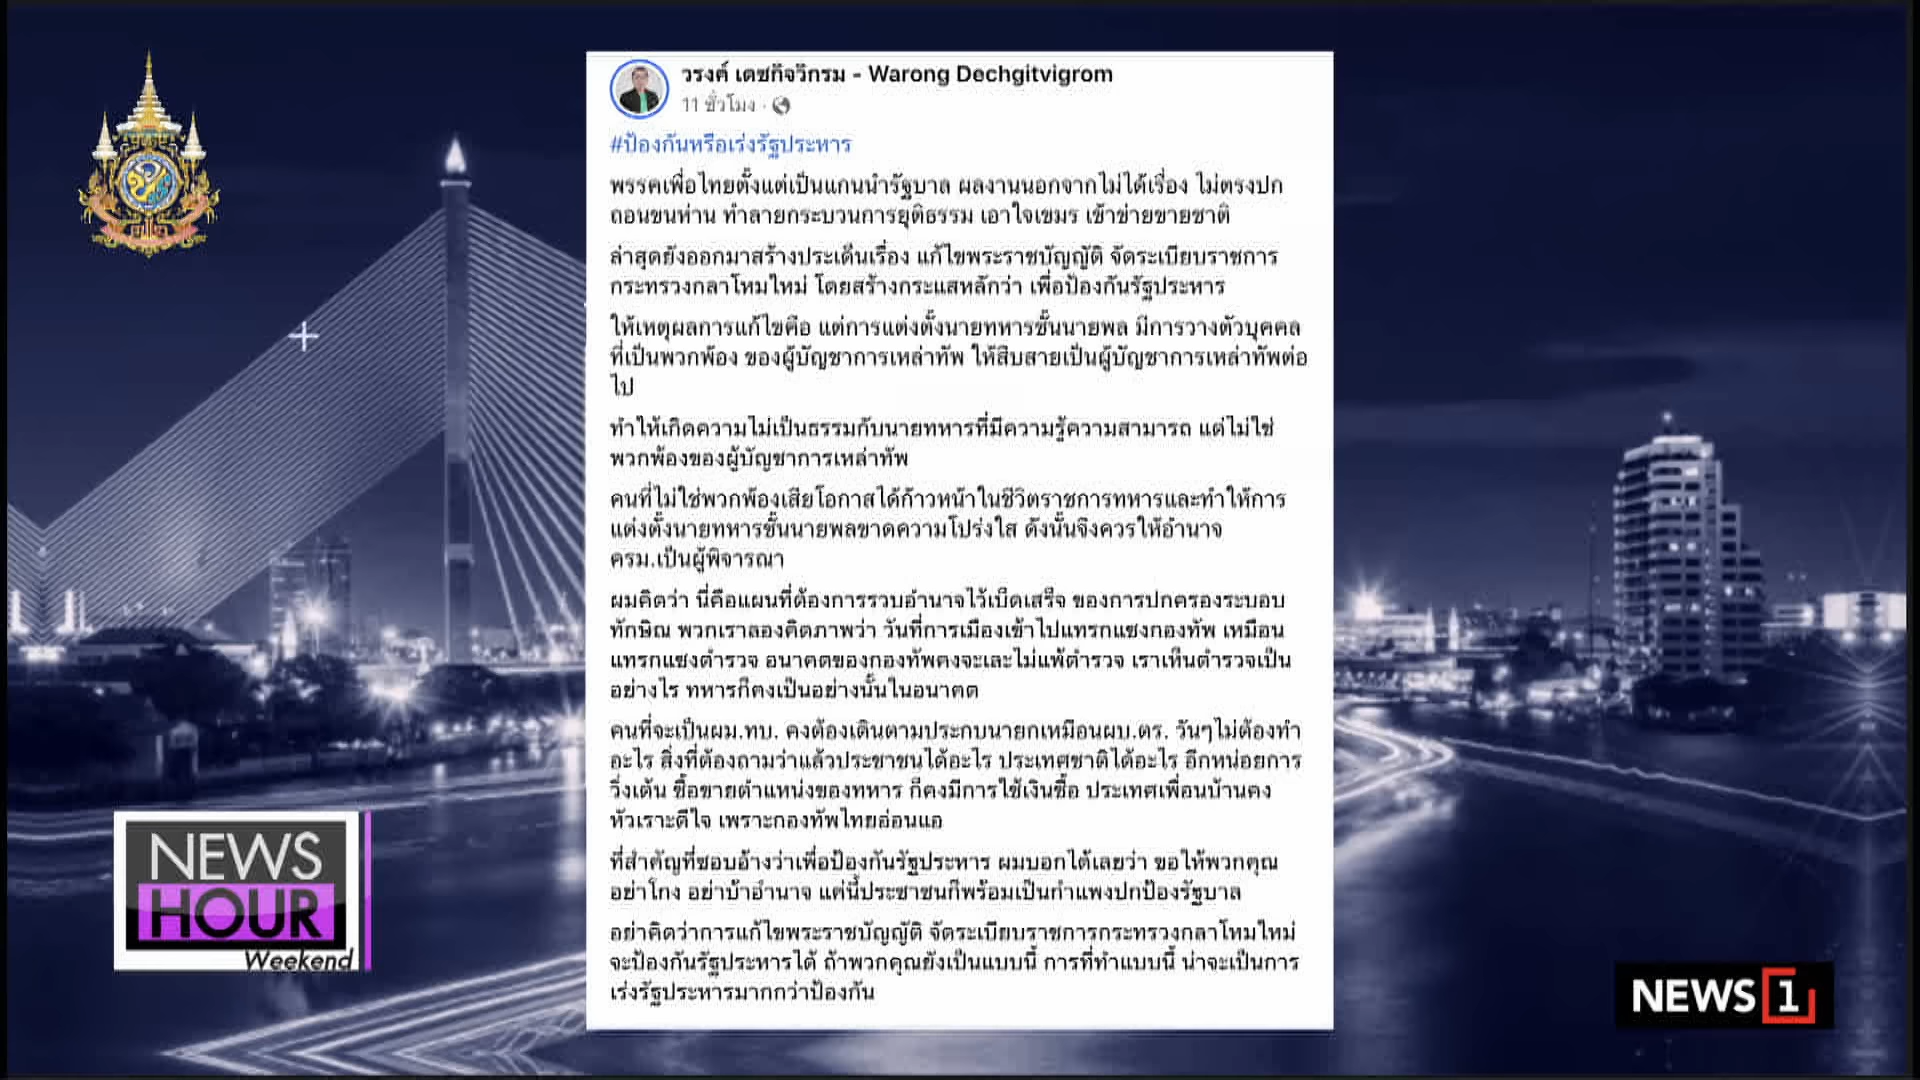 วรงค์ เดชกิจวิกรม - Warong Dechgitvigrom
11 ชั่วโมง ·
#ป้องกันหรือเร่งรัฐประหาร
พรรคเพื่อไทยตั้งแต่เป็นแกนนำรัฐบาล ผลงานนอกจากไม่ได้เรื่อง ไม่ตรงปก
ถอนขนห่าน ทำลายกระบวนการยุติธรรม เอาใจเขมร เข้าข่ายขายชาติ
ล่าสุดยังออกมาสร้างประเด็นเรื่อง แก้ไขพระราชบัญญัติ จัดระเบียบราชการ
กระทรวงกลาโหมใหม่ โดยสร้างกระแสหลักว่า เพื่อป้องกันรัฐประหาร
ให้เหตุผลการแก้ไขคือ แต่การแต่งตั้งนายทหารชั้นนายพล มีการวางตัวบุคคล
ที่เป็นพวกพ้อง ของผู้บัญชาการเหล่าทัพ ให้สืบสายเป็นผู้บัญชาการเหล่าทัพต่อ
ไป
ทำให้เกิดความไม่เป็นธรรมกับนายทหารที่มีความรู้ความสามารถ แต่ไม่ใช่
พวกพ้องของผู้บัญชาการเหล่าทัพ
คนที่ไม่ใช่พวกพ้องเสียโอกาสได้ก้าวหน้าในชีวิตราชการทหารและทำให้การ
แต่งตั้งนายทหารชั้นนายพลขาดความโปร่งใส ดังนั้นจึงควรให้อำนาจ
ครม.เป็นผู้พิจารณา
ผมคิดว่า นี่คือแผนที่ต้องการรวบอำนาจไว้เบ็ดเสร็จ ของการปกครองระบอบ
ทักษิณ พวกเราลองคิดภาพว่า วันที่การเมืองเข้าไปแทรกแซงกองทัพ เหมือน
แทรกแซงตำรวจ อนาคตของกองทัพคงจะเละไม่แพ้ตำรวจ เราเห็นตำรวจเป็น
อย่างไร ทหารก็คงเป็นอย่างนั้นในอนาคต
คนที่จะเป็นผบ.ทบ. คงต้องเดินตามประกบนายกเหมือนผบ.ตร. วันๆไม่ต้องทำ
อะไร สิ่งที่ต้องถามว่าแล้วประชาชนได้อะไร ประเทศชาติได้อะไร อีกหน่อยการ
วิ่งเต้น ซื้อขายตำแหน่งของทหาร ก็คงมีการใช้เงินซื้อ ประเทศเพื่อนบ้านคง
หัวเราะดีใจ เพราะกองทัพไทยอ่อนแอ
ที่สำคัญที่ชอบอ้างว่าเพื่อป้องกันรัฐประหาร ผมบอกได้เลยว่า ขอให้พวกคุณ
อย่าโกง อย่าบ้าอำนาจ แค่นี้ประชาชนก็พร้อมเป็นกำแพงปกป้องรัฐบาล
อย่าคิดว่าการแก้ไขพระราชบัญญัติ จัดระเบียบราชการกระทรวงกลาโหมใหม่
จะป้องกันรัฐประหารได้ ถ้าพวกคุณยังเป็นแบบนี้ การที่ทำแบบนี้ น่าจะเป็นการ
เร่งรัฐประหารมากกว่าป้องกัน
NEWS
HOUR
Weekend
NEWS 1